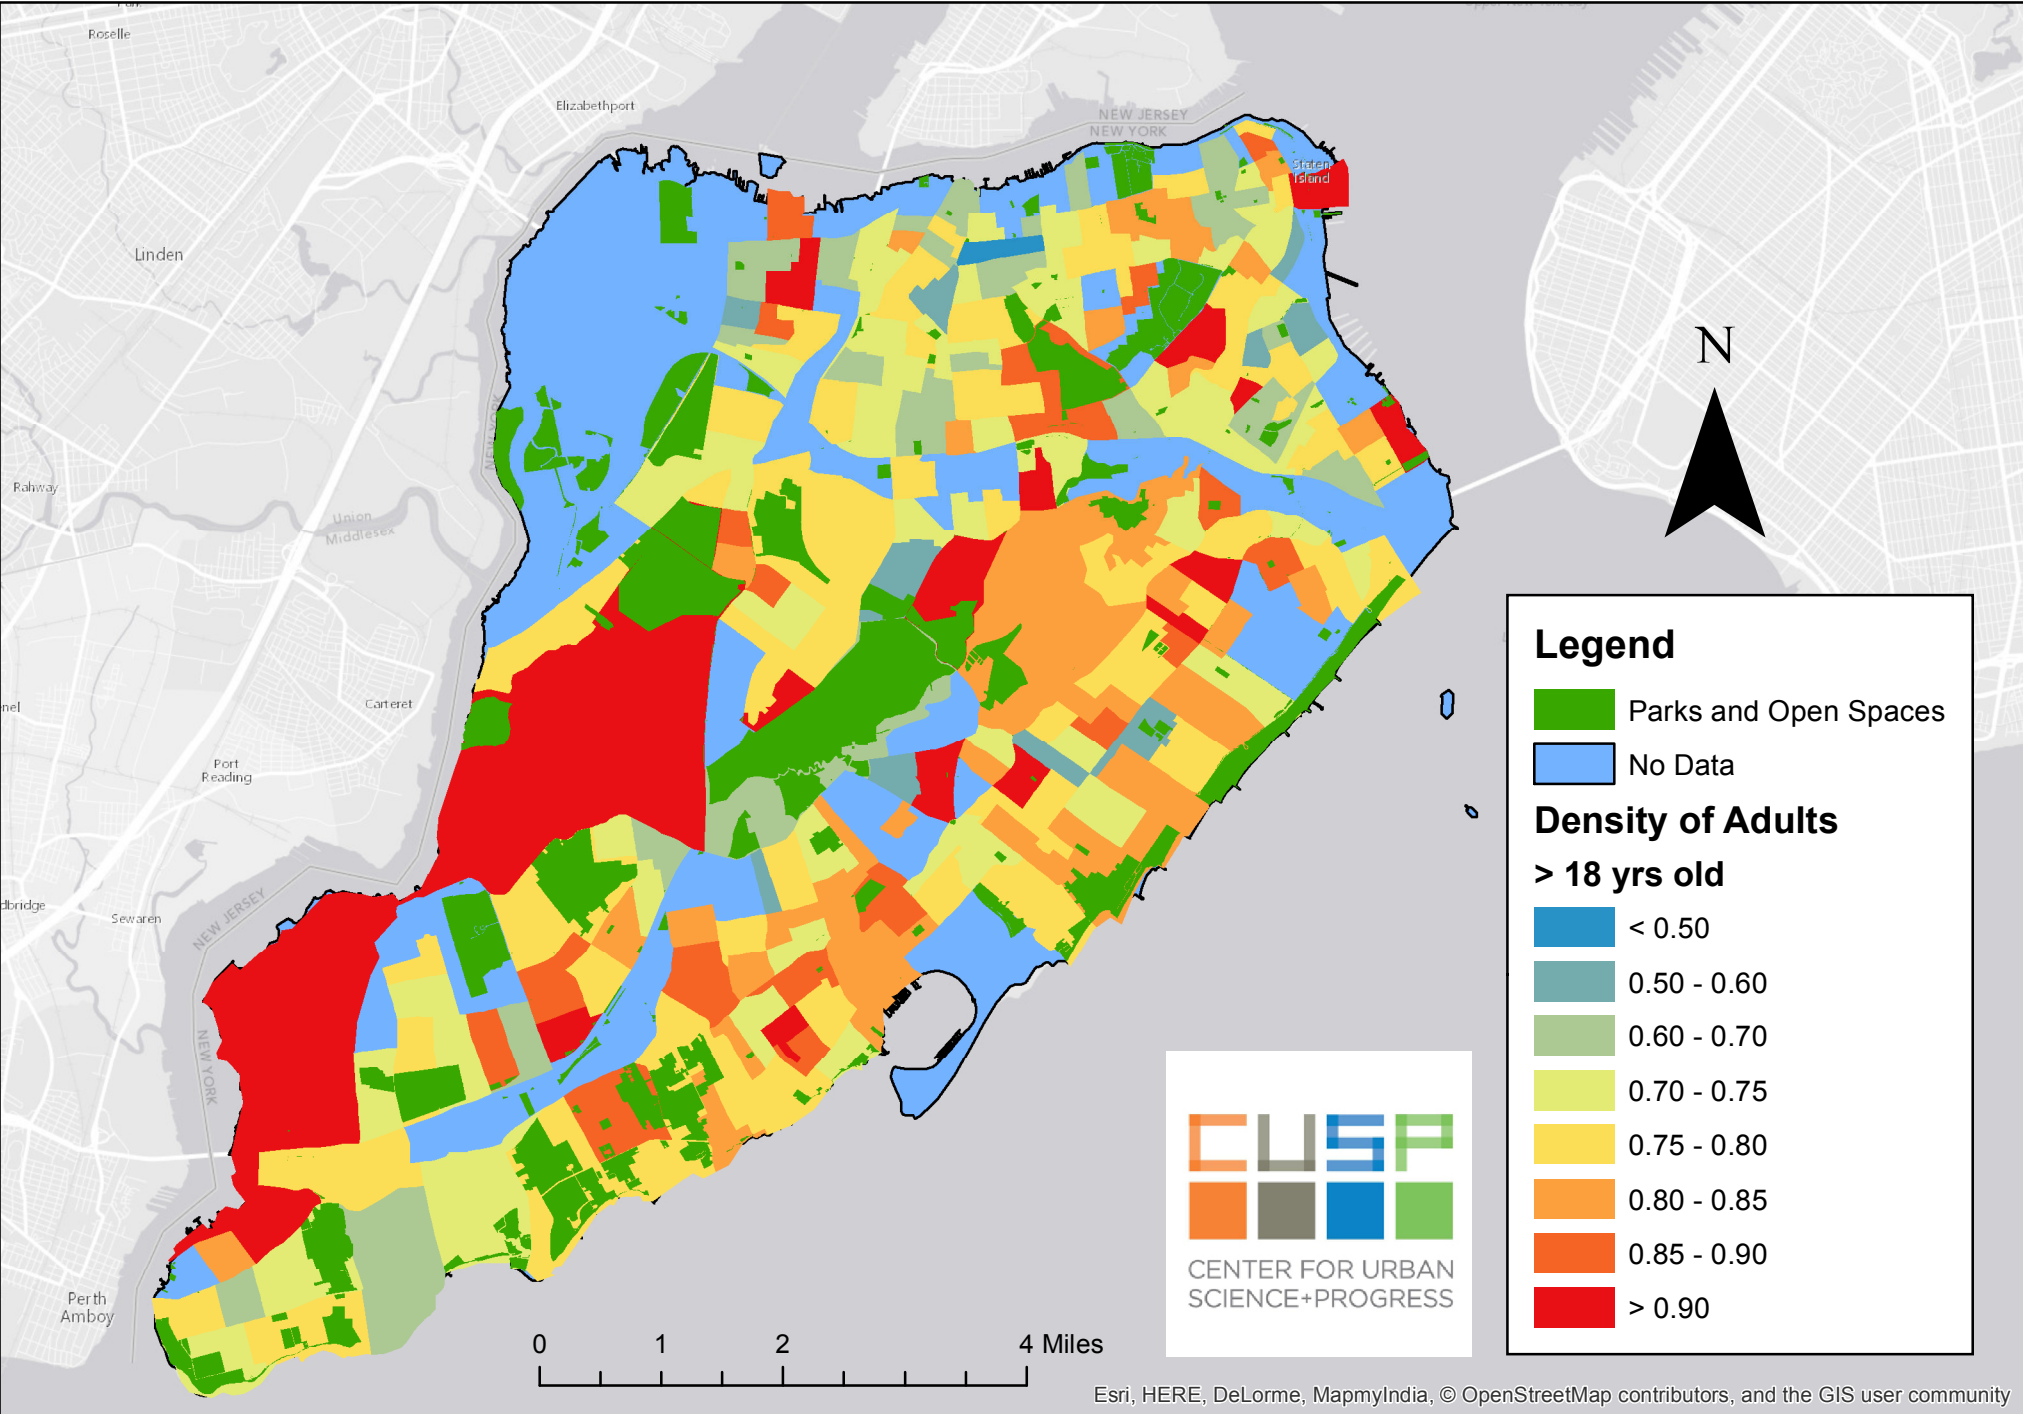 Roselle
Elizabethport
NEW JERSEY
NEW YORK
Staten
Island
Linden
NEW YORK
Rahway
Union
Middlesex
Carteret
Port
Reading
Sewaren
NEW JERSEY
NEW YORK
Perth
Amboy
N
Legend
Parks and Open Spaces
No Data
Density of Adults
> 18 yrs old
< 0.50
0.50 - 0.60
0.60 - 0.70
0.70 - 0.75
0.75 - 0.80
0.80 - 0.85
0.85 - 0.90
> 0.90
CUSP
CENTER FOR URBAN
SCIENCE+PROGRESS
0 1 2 4 Miles
Esri, HERE, DeLorme, MapmyIndia, © OpenStreetMap contributors, and the GIS user community